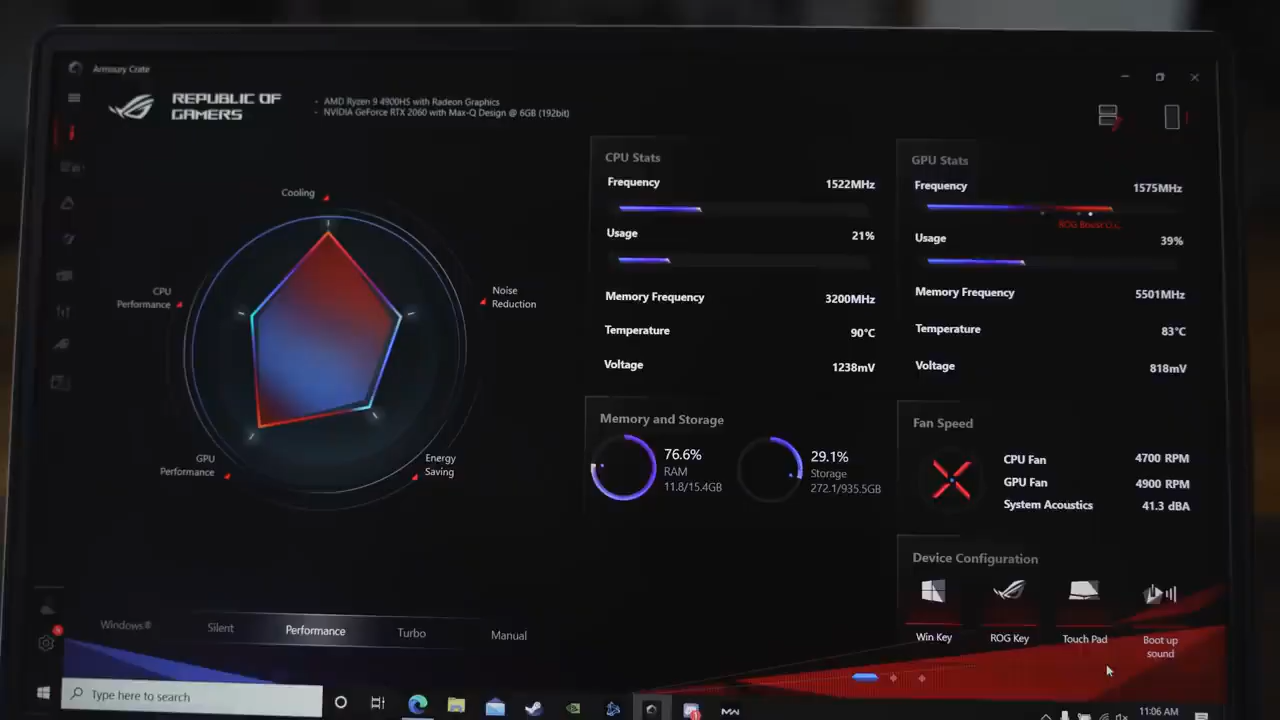 Armoury Crate
REPUBLIC OF
GAMERS
- AMD Ryzen 9 4900HS with Radeon Graphics
- NVIDIA GeForce RTX 2060 with Max-Q Design @ 6GB (192bit)
Cooling
CPU
Performance
Noise
Reduction
GPU
Performance
Energy
Saving
CPU Stats
Frequency 1522MHz
Usage 21%
Memory Frequency 3200MHz
Temperature 90°C
Voltage 1238mV
GPU Stats
Frequency 1575MHz
ROG Boost
Usage 39%
Memory Frequency 5501MHz
Temperature 83°C
Voltage 818mV
Memory and Storage
76.6%
RAM
11.8/15.4GB
29.1%
Storage
272.1/935.5GB
Fan Speed
CPU Fan 4700 RPM
GPU Fan 4900 RPM
System Acoustics 41.3 dBA
Device Configuration
Win Key
ROG Key
Touch Pad
Boot up
sound
Windows®
Silent
Performance
Turbo
Manual
Type here to search
11:06 AM